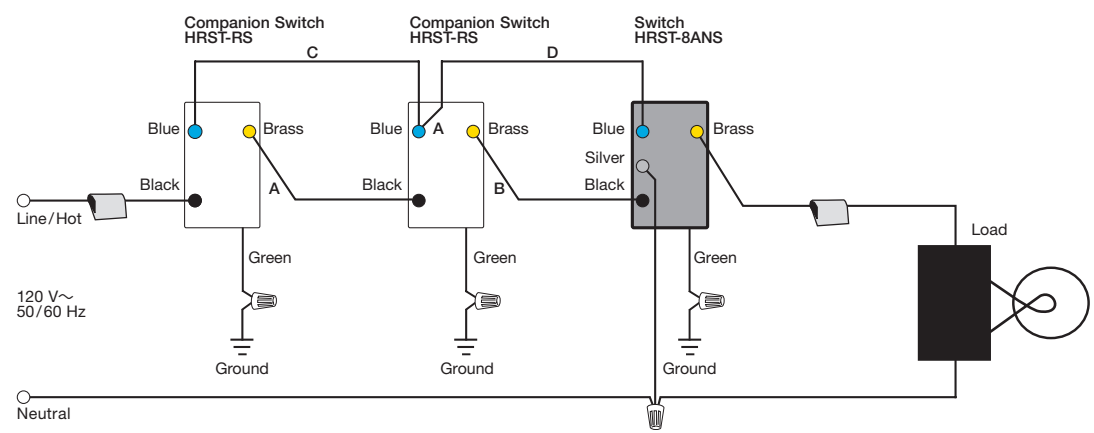 Companion Switch
HRST-RS
Companion Switch
HRST-RS
Switch
HRST-8ANS
C
D
Blue
Brass
Blue
A
Brass
Blue
Brass
Silver
Black
A
Black
B
Black
Line/Hot
Load
Green
Green
Green
120 V~
50/60 Hz
Ground
Ground
Ground
Neutral